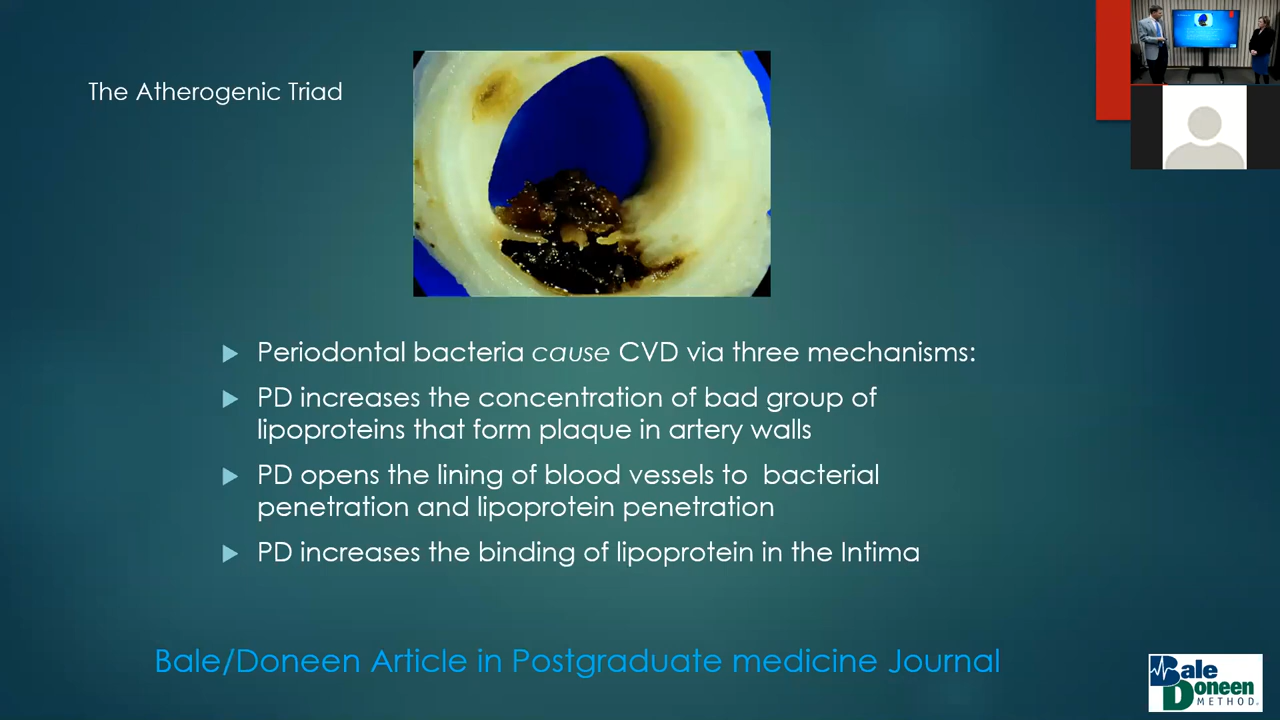 The Atherogenic Triad
Periodontal bacteria cause CVD via three mechanisms:
PD increases the concentration of bad group of
lipoproteins that form plaque in artery walls
PD opens the lining of blood vessels to  bacterial
penetration and lipoprotein penetration
PD increases the binding of lipoprotein in the Intima
Bale/Doneen Article in Postgraduate medicine Journal
Bale
Doneen
METHOD